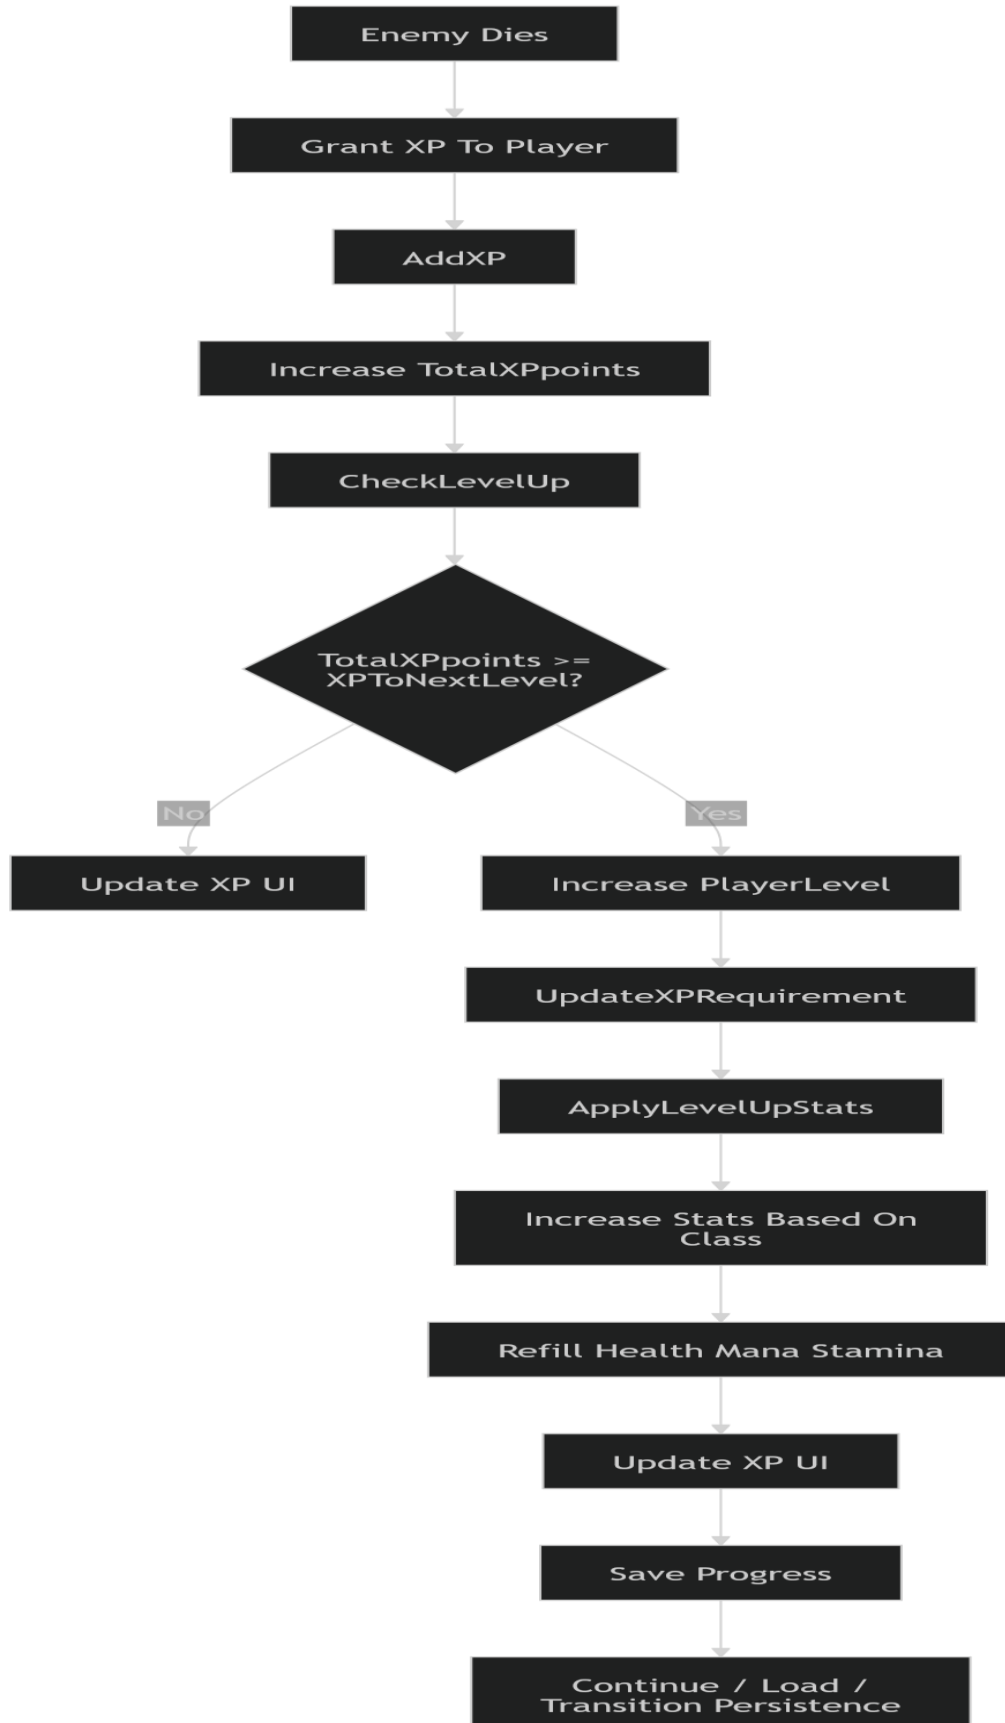 Enemy Dies
Grant XP To Player
AddXP
Increase TotalXPpoints
CheckLevelUp
TotalXPpoints >=
XPToNextLevel?
No
Yes
Update XP UI
Increase PlayerLevel
UpdateXPRequirement
ApplyLevelUpStats
Increase Stats Based On
Class
Refill Health Mana Stamina
Update XP UI
Save Progress
Continue / Load /
Transition Persistence